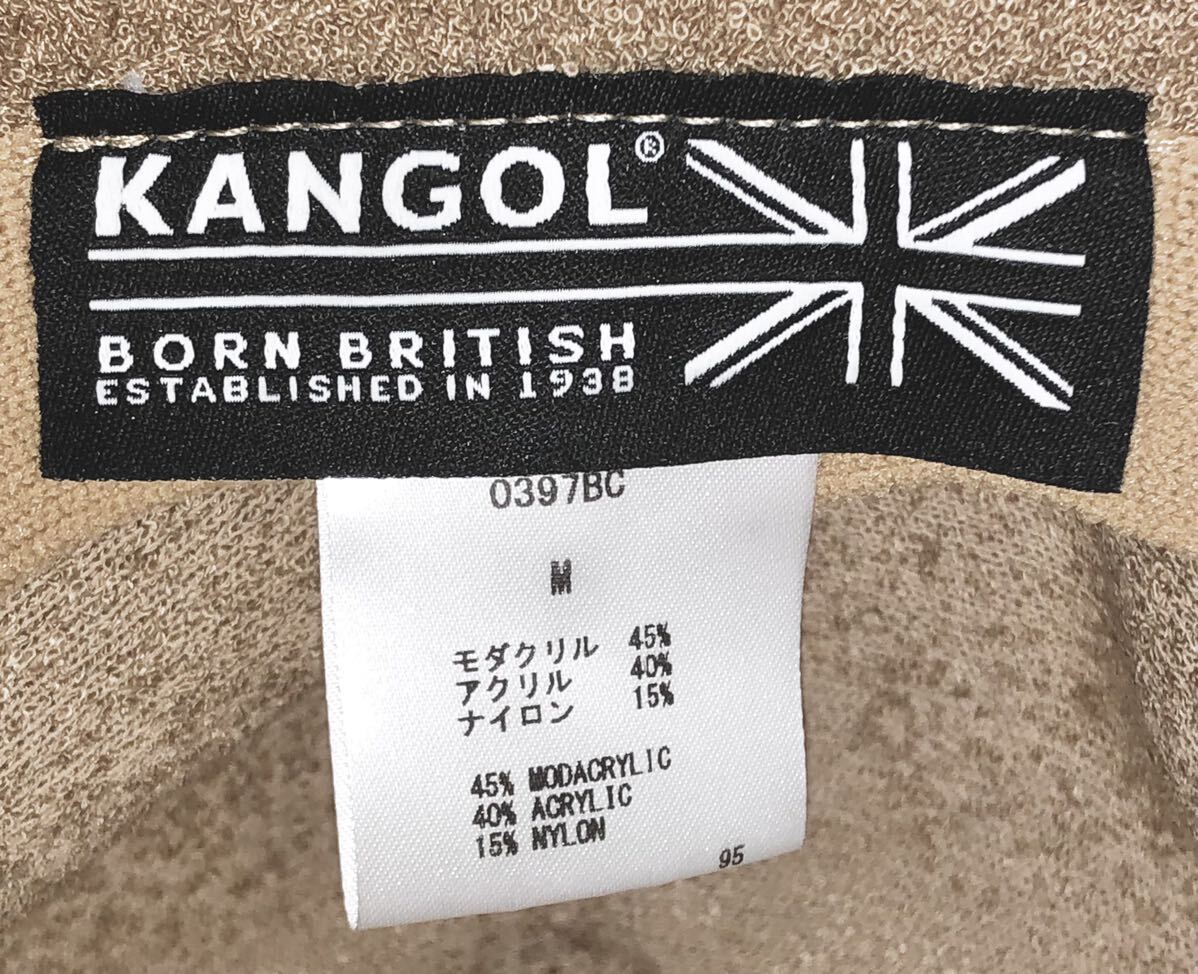 KANGOL®
BORN BRITISH
ESTABLISHED IN 1938
0397BC
M
モダクリル 45%
アクリル 40%
ナイロン 15%
45% MODACRYLIC
40% ACRYLIC
15% NYLON
95